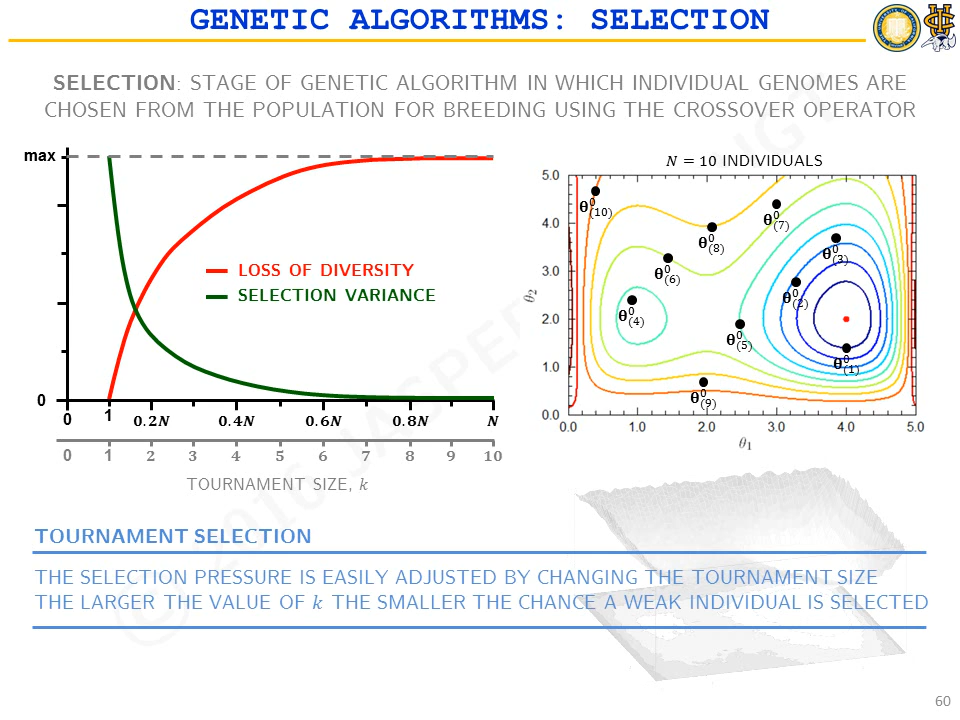 GENETIC ALGORITHMS: SELECTION
SELECTION: STAGE OF GENETIC ALGORITHM IN WHICH INDIVIDUAL GENOMES ARE
CHOSEN FROM THE POPULATION FOR BREEDING USING THE CROSSOVER OPERATOR
max
LOSS OF DIVERSITY
SELECTION VARIANCE
0
0 1 0.2N 0.4N 0.6N 0.8N N
0 1 2 3 4 5 6 7 8 9 10
TOURNAMENT SIZE, k
N = 10 INDIVIDUALS
5.0
4.0
3.0
2.0
1.0
0.0
θ₂
θ⁰(10)
θ⁰(7)
θ⁰(8)
θ⁰(3)
θ⁰(6)
θ⁰(2)
θ⁰(4)
θ⁰(5)
θ⁰(1)
θ⁰(9)
0.0 1.0 2.0 3.0 4.0 5.0
θ₁
TOURNAMENT SELECTION
THE SELECTION PRESSURE IS EASILY ADJUSTED BY CHANGING THE TOURNAMENT SIZE
THE LARGER THE VALUE OF k THE SMALLER THE CHANCE A WEAK INDIVIDUAL IS SELECTED
60